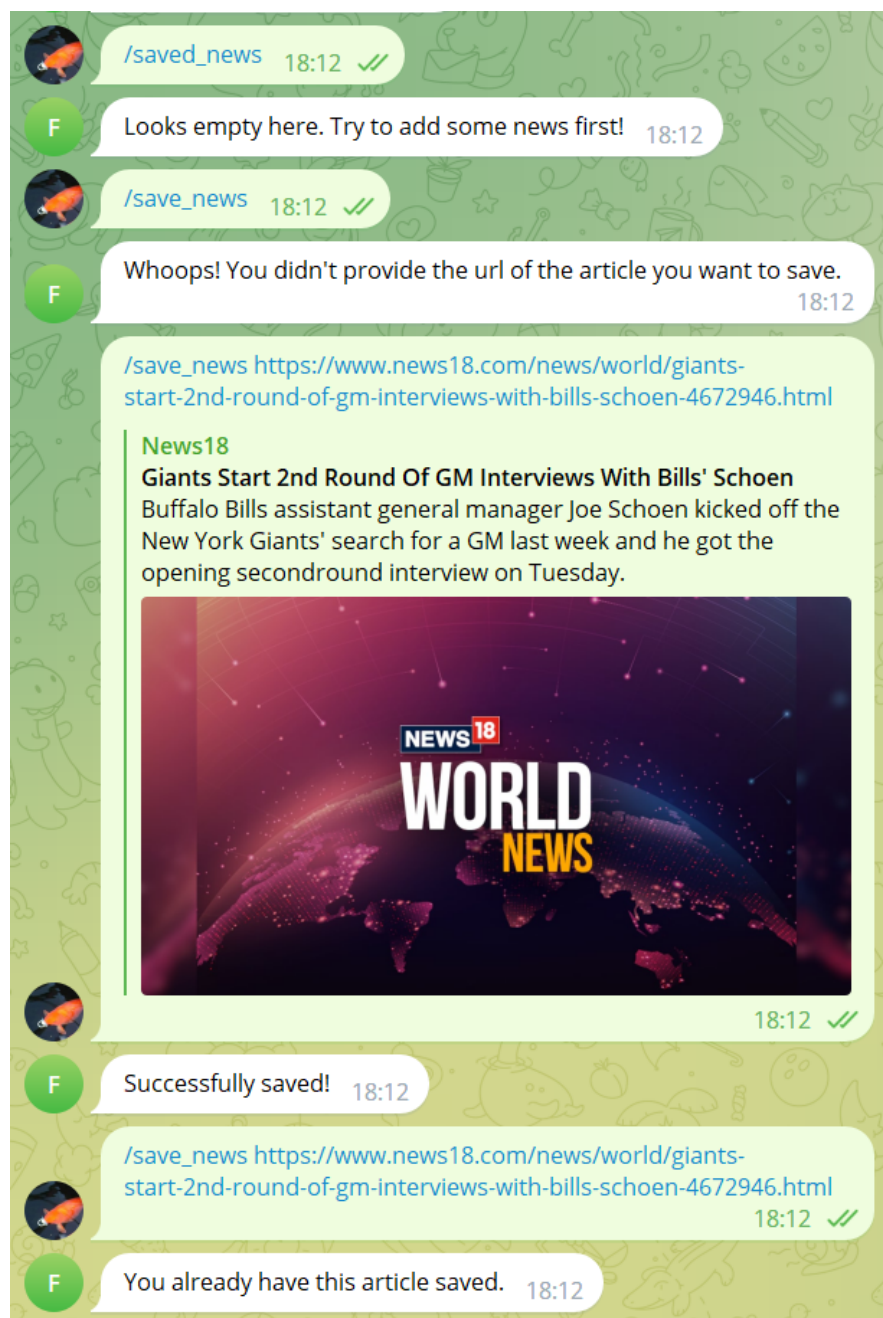 /saved_news 18:12
F
Looks empty here. Try to add some news first! 18:12
/save_news 18:12
F
Whoops! You didn't provide the url of the article you want to save.
18:12
/save_news https://www.news18.com/news/world/giants-
start-2nd-round-of-gm-interviews-with-bills-schoen-4672946.html
News18
Giants Start 2nd Round Of GM Interviews With Bills' Schoen
Buffalo Bills assistant general manager Joe Schoen kicked off the
New York Giants' search for a GM last week and he got the
opening secondround interview on Tuesday.
NEWS 18
WORLD
NEWS
18:12
F
Successfully saved! 18:12
/save_news https://www.news18.com/news/world/giants-
start-2nd-round-of-gm-interviews-with-bills-schoen-4672946.html
18:12
F
You already have this article saved. 18:12